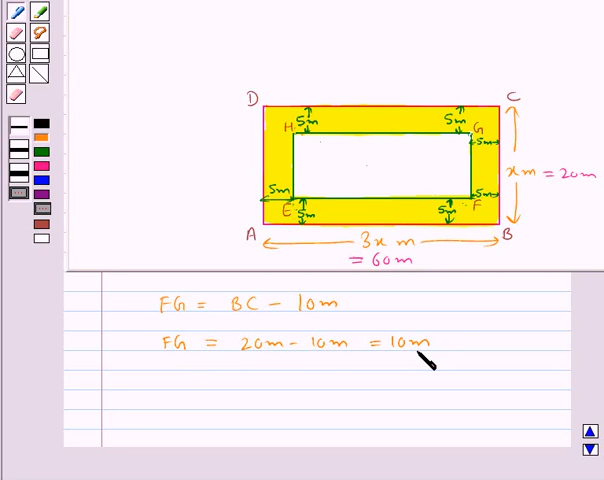 D
C
5m
5m
H
G
5m
x m = 20m
5m
5m
E
F
5m
5m
A
3x m
B
= 60m
FG = BC - 10m
FG = 20m - 10m = 10m